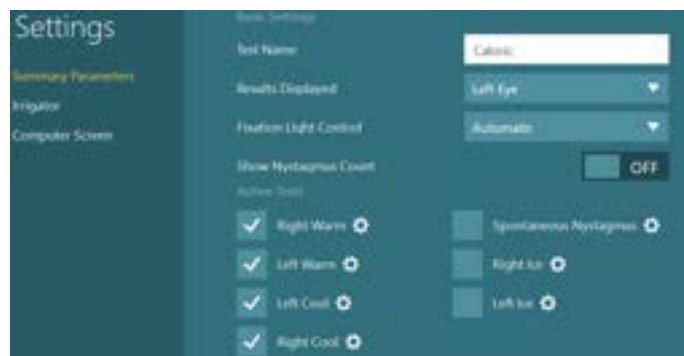 Settings
Summary Parameters
Irrigator
Computer Screen
Basic Settings
Test Name
Caloric
Results Displayed
Left Eye
Fixation Light Control
Automatic
Show Nystagmus Count
OFF
Active Tests
Right Warm
Spontaneous Nystagmus
Left Warm
Right Ice
Left Cool
Left Ice
Right Cool